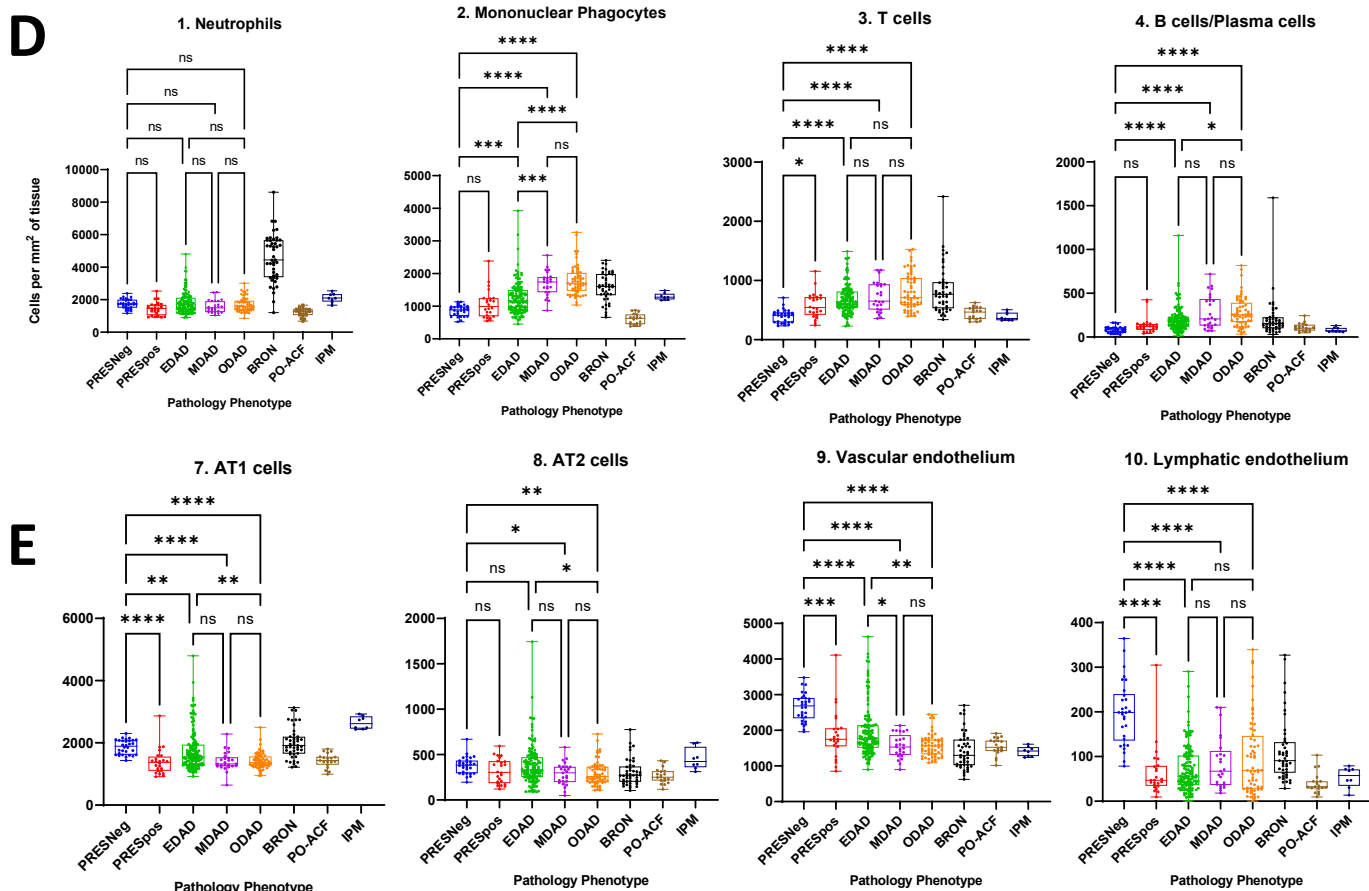 D
1. Neutrophils
ns
ns
ns ns
ns ns ns
10000
8000
6000
4000
2000
0
Cells per mm² of tissue
PRESNeg PRESpos EDAD MDAD ODAD BRON PO-ACF IPM
Pathology Phenotype
2. Mononuclear Phagocytes
****
****
****
***
ns
ns
***
5000
4000
3000
2000
1000
0
PRESNeg PRESpos EDAD MDAD ODAD BRON PO-ACF IPM
Pathology Phenotype
3. T cells
****
****
**** ns
* ns ns
3000
2000
1000
0
PRESNeg PRESpos EDAD MDAD ODAD BRON PO-ACF IPM
Pathology Phenotype
4. B cells/Plasma cells
****
****
**** *
ns ns ns
2000
1500
1000
500
0
PRESNeg PRESpos EDAD MDAD ODAD BRON PO-ACF IPM
Pathology Phenotype
E
7. AT1 cells
****
****
** **
**** ns ns
6000
4000
2000
0
PRESNeg PRESpos EDAD MDAD ODAD BRON PO-ACF IPM
Pathology Phenotype
8. AT2 cells
**
*
ns *
ns ns ns
2000
1500
1000
500
0
PRESNeg PRESpos EDAD MDAD ODAD BRON PO-ACF IPM
Pathology Phenotype
9. Vascular endothelium
****
****
**** **
*** * ns
5000
4000
3000
2000
1000
0
PRESNeg PRESpos EDAD MDAD ODAD BRON PO-ACF IPM
Pathology Phenotype
10. Lymphatic endothelium
****
****
**** ns
**** ns ns
400
300
200
100
0
PRESNeg PRESpos EDAD MDAD ODAD BRON PO-ACF IPM
Pathology Phenotype